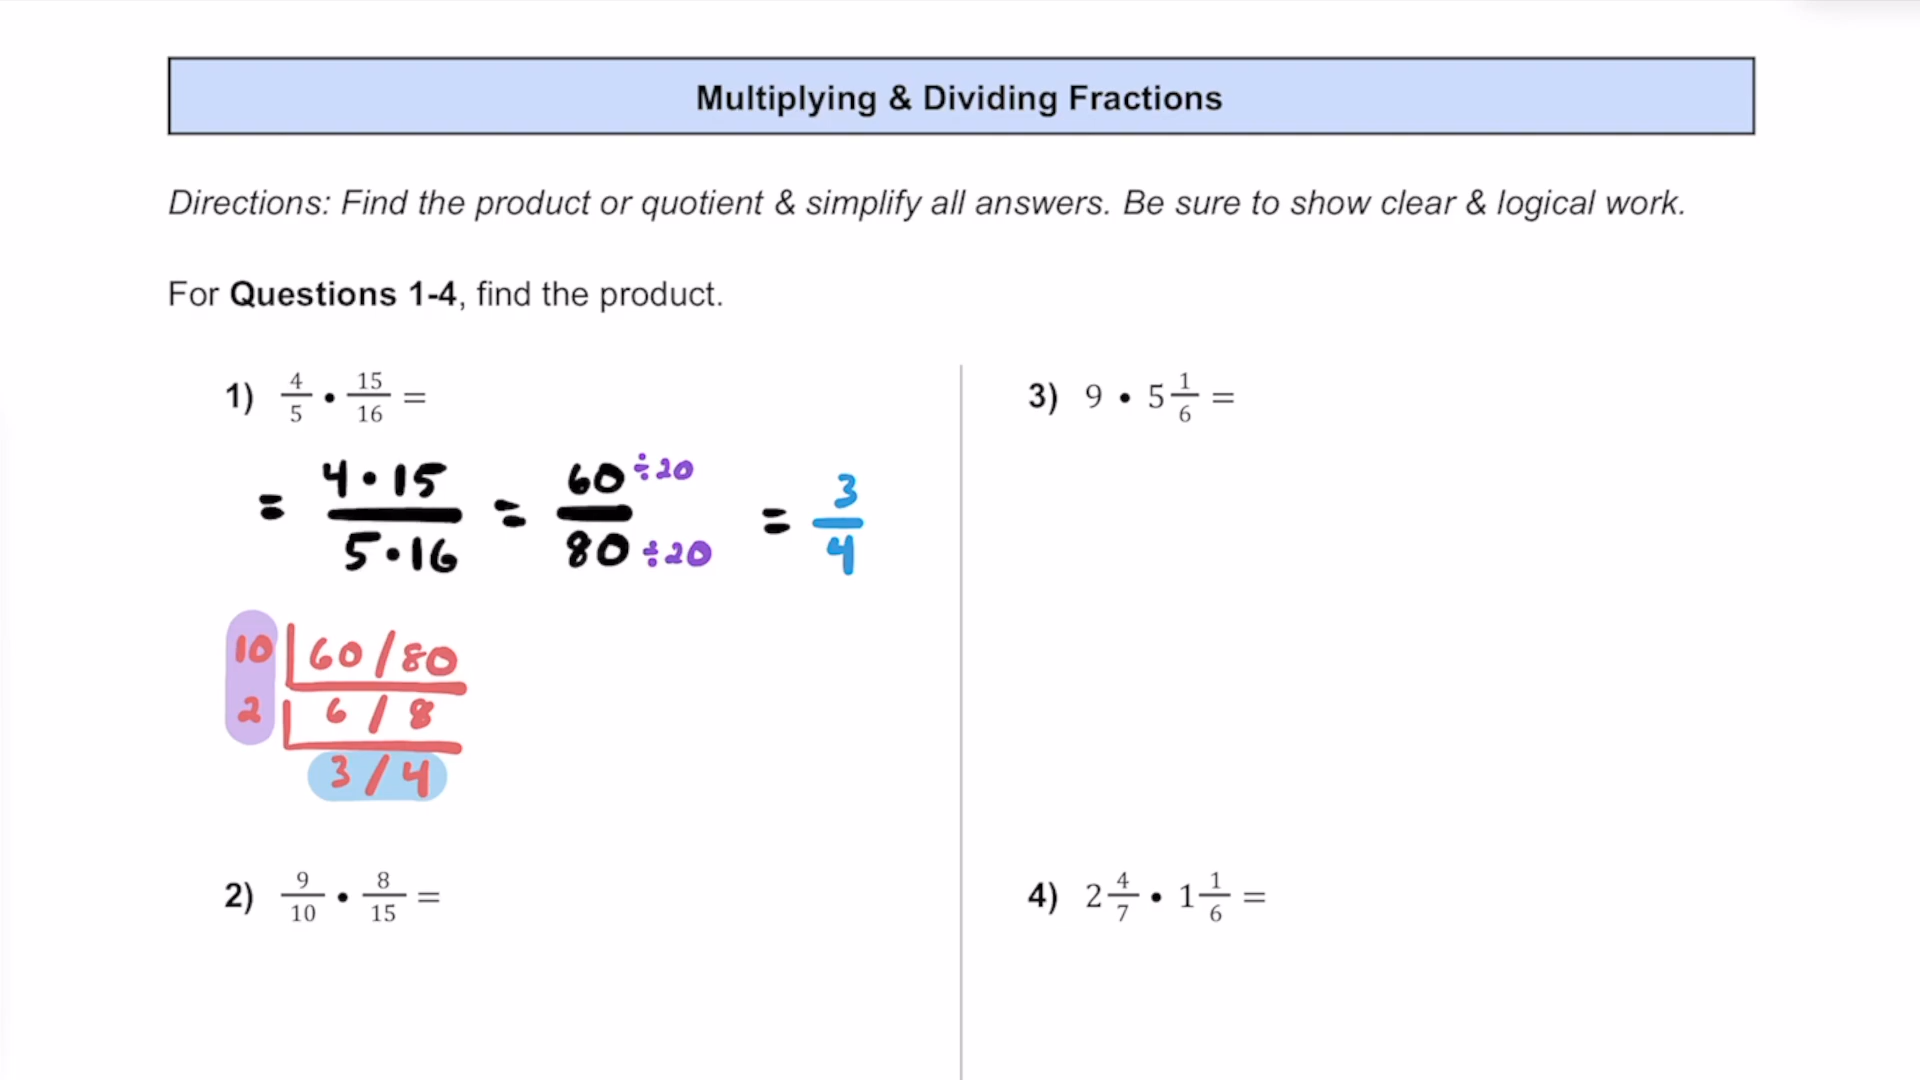 Multiplying & Dividing Fractions
Directions: Find the product or quotient & simplify all answers. Be sure to show clear & logical work.
For Questions 1-4, find the product.
1) 4/5 • 15/16 =
= 4•15/5•16 = 60÷20/80÷20 = 3/4
10 60/80
2 6/8
3/4
2) 9/10 • 8/15 =
3) 9 • 5 1/6 =
4) 2 4/7 • 1 1/6 =